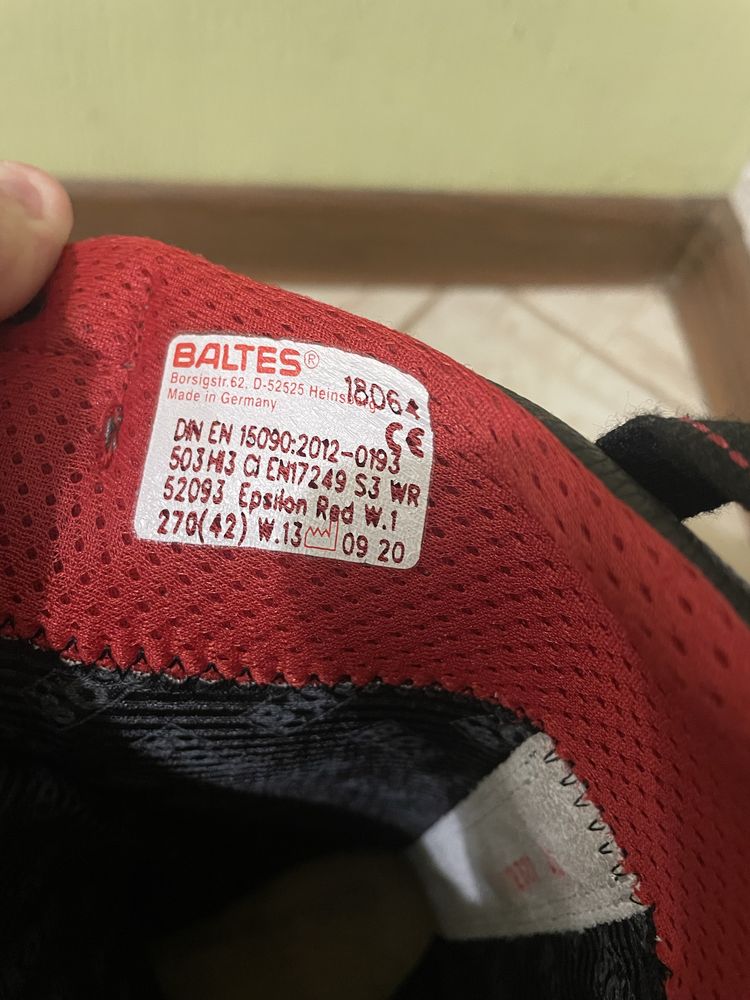 BALTES®
Borsigstr.62, D-52525 Heinsberg
1806
Made in Germany
CE
DIN EN 15090:2012-0193
503 HI3 CI EN17249 S3 WR
52093 Epsilon Red W.1
270(42) W.13 09 20